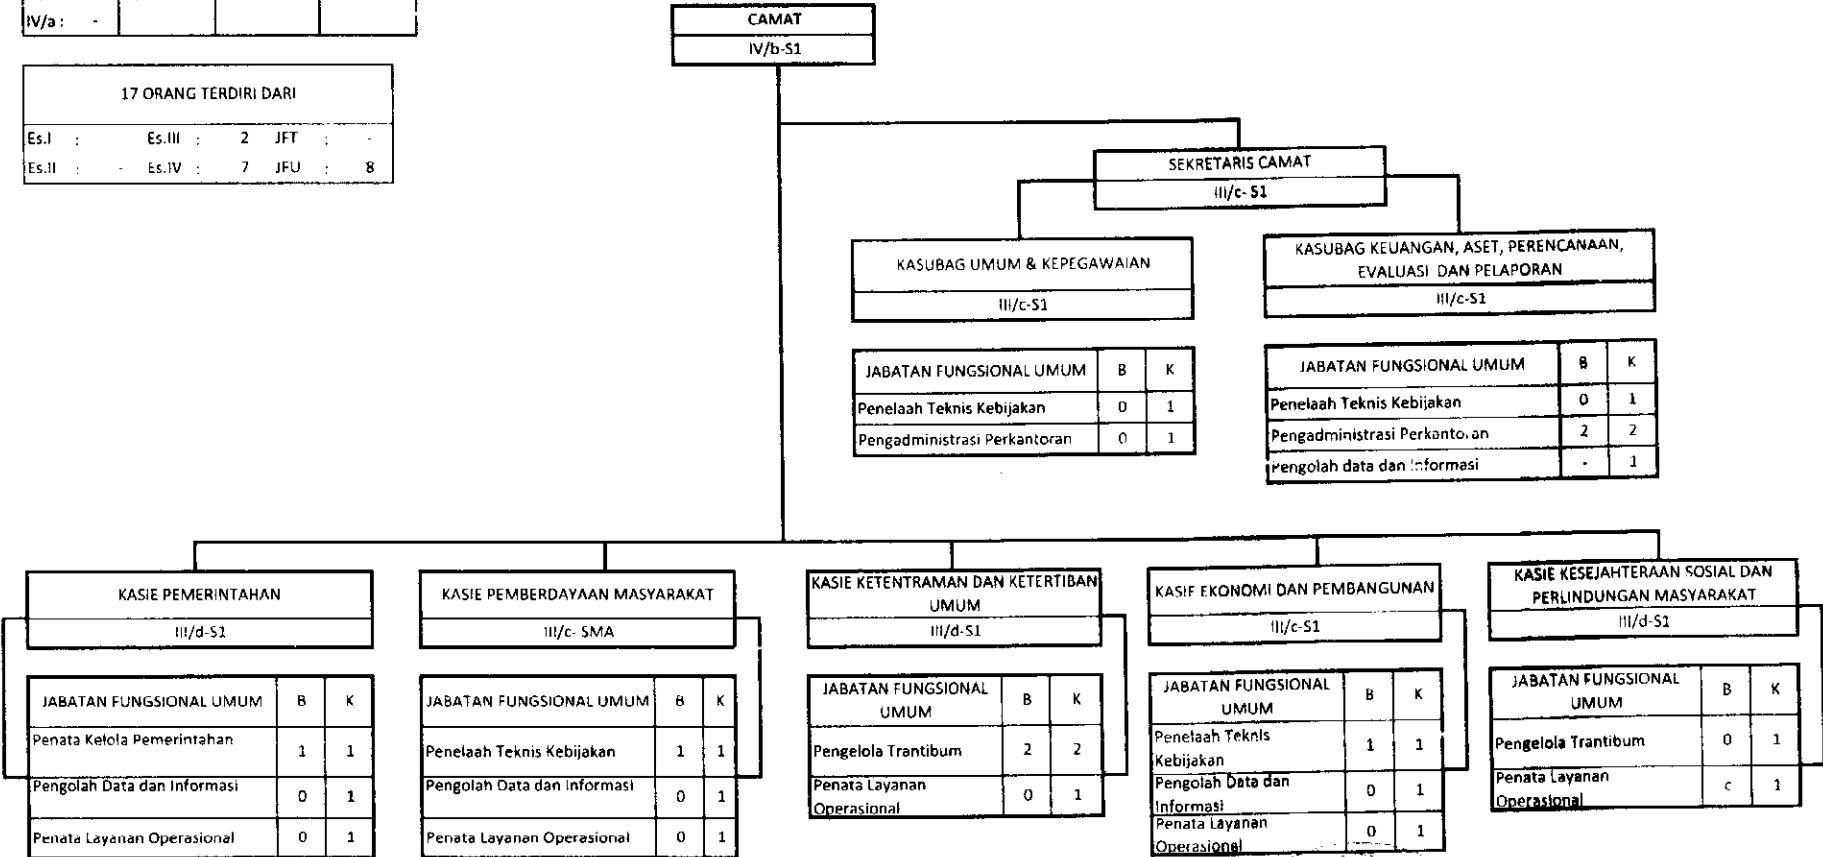 IV/a : -
CAMAT
IV/b-S1
17 ORANG TERDIRI DARI
Es.I : Es.III : 2 JFT : -
Es.II : - Es.IV : 7 JFU : 8
SEKRETARIS CAMAT
III/c- S1
KASUBAG UMUM & KEPEGAWAIAN
III/c-S1
KASUBAG KEUANGAN, ASET, PERENCANAAN,
EVALUASI DAN PELAPORAN
III/c-S1
JABATAN FUNGSIONAL UMUM B K
Penelaah Teknis Kebijakan 0 1
Pengadministrasi Perkantoran 0 1
JABATAN FUNGSIONAL UMUM B K
Penelaah Teknis Kebijakan 0 1
Pengadministrasi Perkantoran 2 2
Pengolah data dan Informasi - 1
KASIE PEMERINTAHAN
III/d-S1
JABATAN FUNGSIONAL UMUM B K
Penata Kelola Pemerintahan 1 1
Pengolah Data dan Informasi 0 1
Penata Layanan Operasional 0 1
KASIE PEMBERDAYAAN MASYARAKAT
III/c- SMA
JABATAN FUNGSIONAL UMUM B K
Penelaah Teknis Kebijakan 1 1
Pengolah Data dan Informasi 0 1
Penata Layanan Operasional 0 1
KASIE KETENTRAMAN DAN KETERTIBAN
UMUM
III/d-S1
JABATAN FUNGSIONAL
UMUM
B K
Pengelola Trantibum 2 2
Penata Layanan
Operasional
0 1
KASIE EKONOMI DAN PEMBANGUNAN
III/c-S1
JABATAN FUNGSIONAL
UMUM
B K
Penelaah Teknis
Kebijakan
1 1
Pengolah Data dan
Informasi
0 1
Penata Layanan
Operasional
0 1
KASIE KESEJAHTERAAN SOSIAL DAN
PERLINDUNGAN MASYARAKAT
III/d-S1
JABATAN FUNGSIONAL
UMUM
B K
Pengelola Trantibum 0 1
Penata Layanan
Operasional
c 1